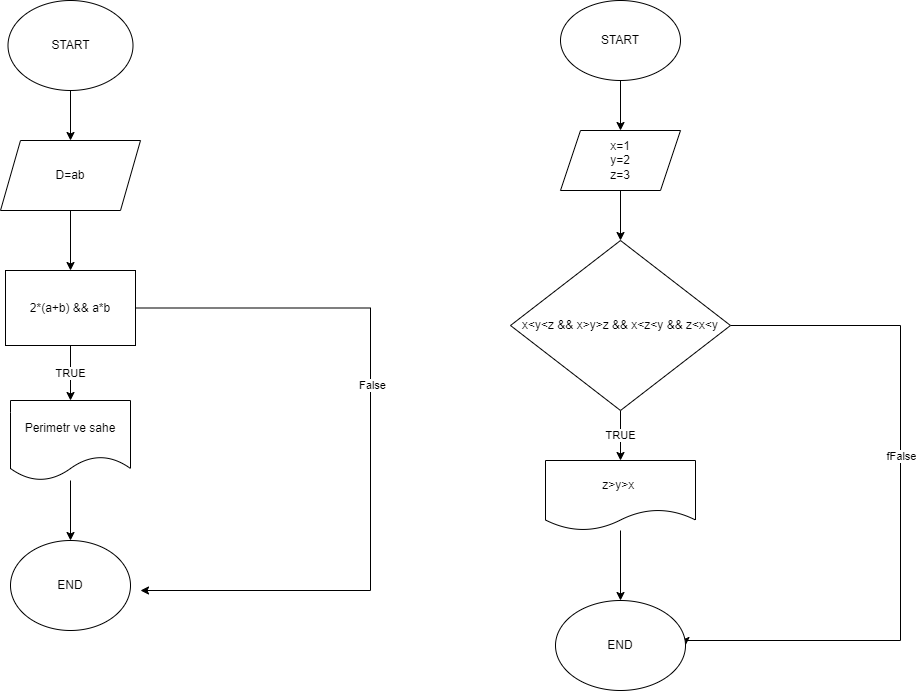 START
D=ab
2*(a+b) && a*b
TRUE
False
Perimetr ve sahe
END
START
x=1
y=2
z=3
x<y<z && x>y>z && x<z<y && z<x<y
TRUE
fFalse
z>y>x
END